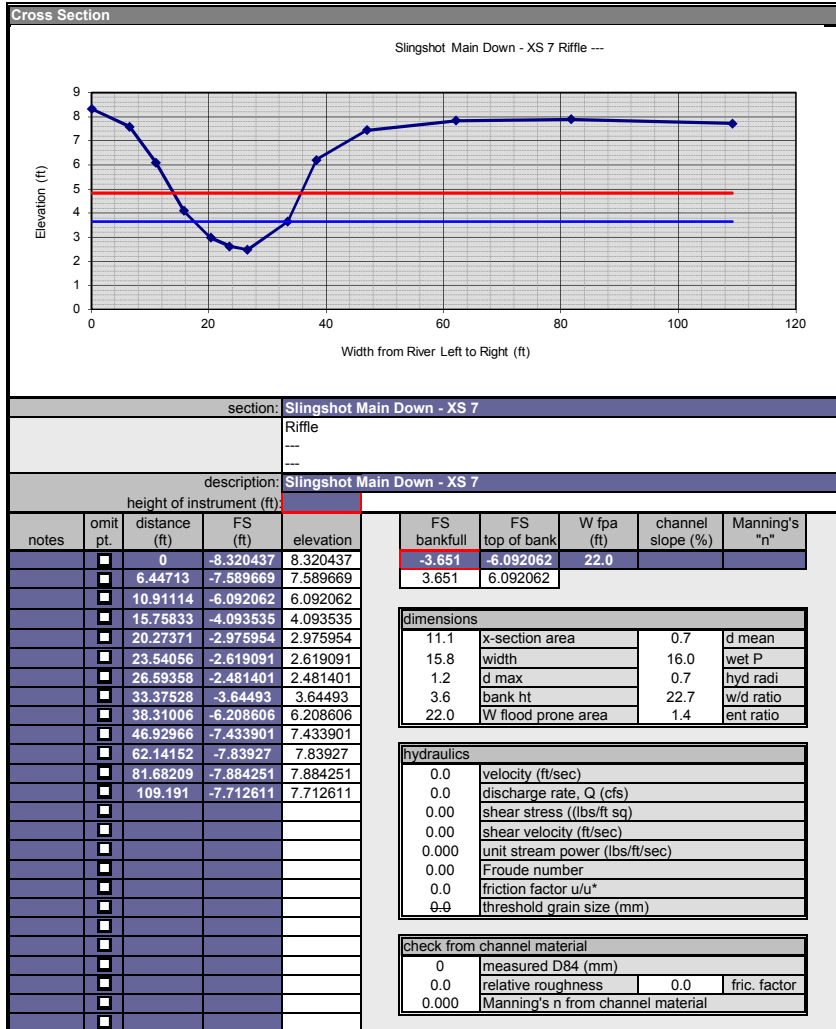 Cross Section
Slingshot Main Down - XS 7 Riffle ---
9
8
7
6
5
4
3
2
1
0
Elevation (ft)
0 20 40 60 80 100 120
Width from River Left to Right (ft)
section: Slingshot Main Down - XS 7
Riffle
---
---
description: Slingshot Main Down - XS 7
height of instrument (ft):
notes omit pt. distance (ft) FS (ft) elevation
0 -8.320437 8.320437
6.44713 -7.589669 7.589669
10.91114 -6.092062 6.092062
15.75833 -4.093535 4.093535
20.27371 -2.975954 2.975954
23.54056 -2.619091 2.619091
26.59358 -2.481401 2.481401
33.37528 -3.64493 3.64493
38.31006 -6.208606 6.208606
46.92966 -7.433901 7.433901
62.14152 -7.83927 7.83927
81.68209 -7.884251 7.884251
109.191 -7.712611 7.712611
FS bankfull FS top of bank W fpa (ft) channel slope (%) Manning's "n"
-3.651 -6.092062 22.0
3.651 6.092062
dimensions
11.1 x-section area 0.7 d mean
15.8 width 16.0 wet P
1.2 d max 0.7 hyd radi
3.6 bank ht 22.7 w/d ratio
22.0 W flood prone area 1.4 ent ratio
hydraulics
0.0 velocity (ft/sec)
0.0 discharge rate, Q (cfs)
0.00 shear stress ((lbs/ft sq)
0.00 shear velocity (ft/sec)
0.000 unit stream power (lbs/ft/sec)
0.00 Froude number
0.0 friction factor u/u*
0.0 threshold grain size (mm)
check from channel material
0 measured D84 (mm)
0.0 relative roughness 0.0 fric. factor
0.000 Manning's n from channel material